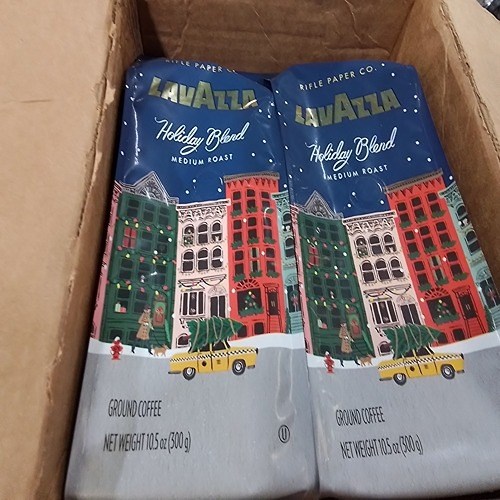 RIFLE PAPER CO.
LAVAZZA
Holiday Blend
MEDIUM ROAST
GROUND COFFEE
NET WEIGHT 10.5 oz (300 g)
U
RIFLE PAPER CO.
LAVAZZA
Holiday Blend
MEDIUM ROAST
GROUND COFFEE
NET WEIGHT 10.5 oz (300 g)